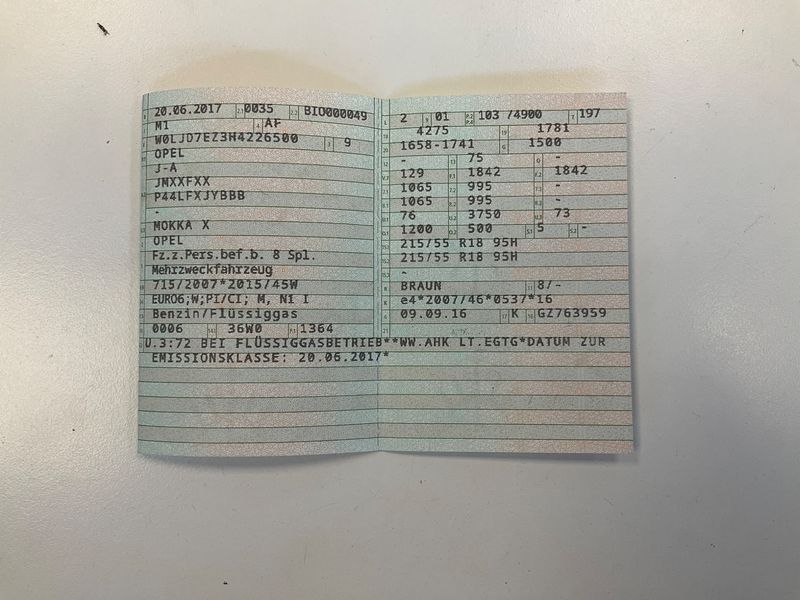 20.06.2017 0035 BIO000049
M1 AF
W0LJD7EZ3H4226500 9
OPEL
J-A
JMXXFXX
P44LFXJYBBB
-
MOKKA X
OPEL
Fz.z.Pers.bef.b. 8 Spl.
Mehrzweckfahrzeug
715/2007*2015/45W
EURO6;W;PI/CI; M, N1 I
Benzin/Flüssiggas
0006 36W0 1364
2 01 103 /4900 197
4275 1781
1658-1741 1500
- 75 -
129 1842 1842
1065 995 -
1065 995 -
76 3750 73
1200 500 5 -
215/55 R18 95H
215/55 R18 95H
-
BRAUN 8/-
e4*2007/46*0537*16
09.09.16 K GZ763959
U.3:72 BEI FLÜSSIGGASBETRIEB**WW.AHK LT.EGTG*DATUM ZUR
EMISSIONSKLASSE: 20.06.2017*